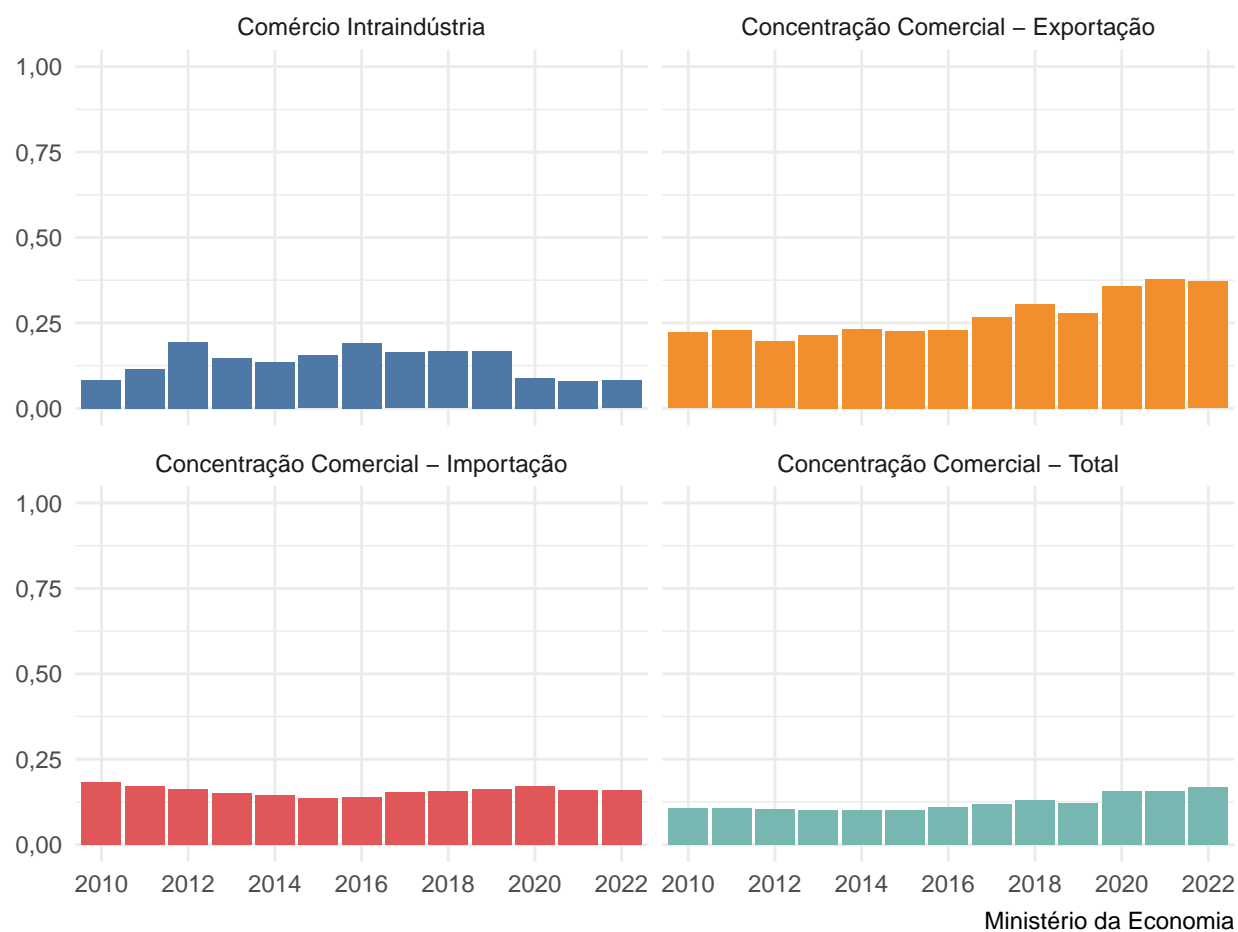 Comércio Intraindústria
Concentração Comercial – Exportação
1,00
0,75
0,50
0,25
0,00
Concentração Comercial – Importação
Concentração Comercial – Total
1,00
0,75
0,50
0,25
0,00
2010 2012 2014 2016 2018 2020 2022
2010 2012 2014 2016 2018 2020 2022
Ministério da Economia